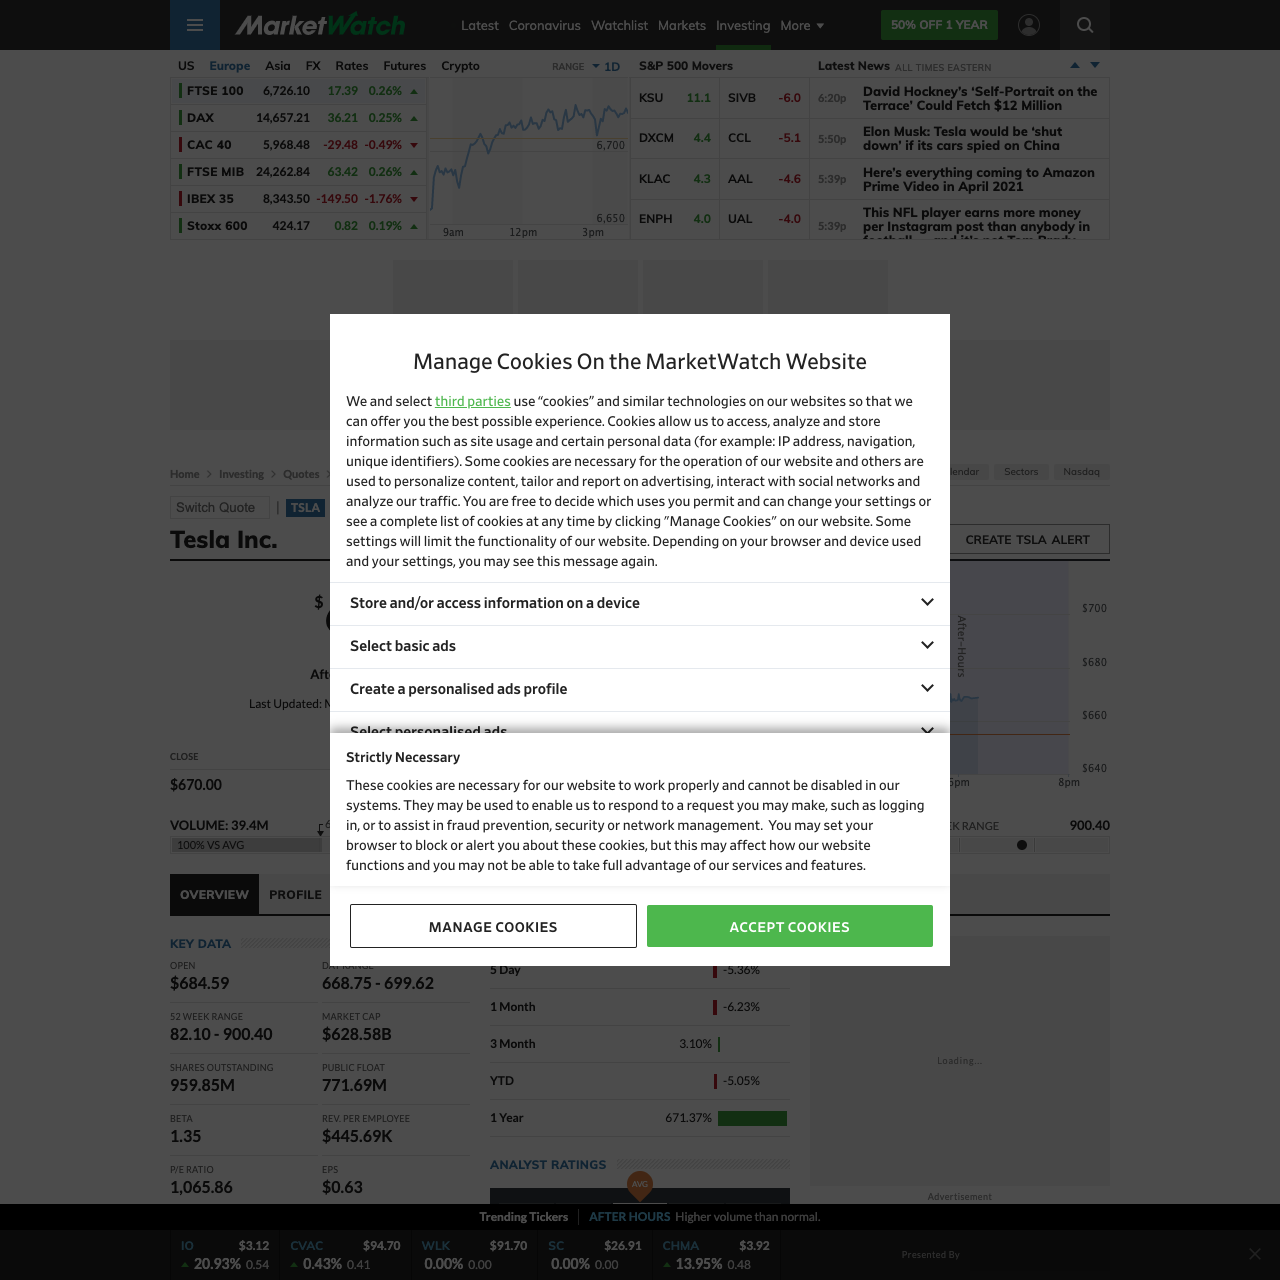 MarketWatch
Latest Coronavirus Watchlist Markets Investing More
50% OFF 1 YEAR
US Europe Asia FX Rates Futures Crypto
RANGE 1D
S&P 500 Movers
Latest News ALL TIMES EASTERN
FTSE 100 6,726.10 17.39 0.26%
DAX 14,657.21 36.21 0.25%
CAC 40 5,968.48 -29.48 -0.49%
FTSE MIB 24,262.84 63.42 0.26%
IBEX 35 8,343.50 -149.50 -1.76%
Stoxx 600 424.17 0.82 0.19%
6,700
6,650
9am 12pm 3pm
KSU 11.1 SIVB -6.0
DXCM 4.4 CCL -5.1
KLAC 4.3 AAL -4.6
ENPH 4.0 UAL -4.0
6:20p David Hockney's ‘Self-Portrait on the
Terrace’ Could Fetch $12 Million
5:50p Elon Musk: Tesla would be ‘shut
down’ if its cars spied on China
5:39p Here's everything coming to Amazon
Prime Video in April 2021
5:39p This NFL player earns more money
per Instagram post than anybody in
football — and it's not Tom Brady
Home Investing Quotes
Sectors Nasdaq
Switch Quote | TSLA
Tesla Inc.
CREATE TSLA ALERT
$
Last Updated:
CLOSE
$670.00
VOLUME: 39.4M
100% VS AVG
After-Hours
$700
$680
$660
$640
8pm
RANGE 900.40
Manage Cookies On the MarketWatch Website
We and select third parties use “cookies” and similar technologies on our websites so that we
can offer you the best possible experience. Cookies allow us to access, analyze and store
information such as site usage and certain personal data (for example: IP address, navigation,
unique identifiers). Some cookies are necessary for the operation of our website and others are
used to personalize content, tailor and report on advertising, interact with social networks and
analyze our traffic. You are free to decide which uses you permit and can change your settings or
see a complete list of cookies at any time by clicking "Manage Cookies" on our website. Some
settings will limit the functionality of our website. Depending on your browser and device used
and your settings, you may see this message again.
Store and/or access information on a device
Select basic ads
Create a personalised ads profile
Select personalised ads
Strictly Necessary
These cookies are necessary for our website to work properly and cannot be disabled in our
systems. They may be used to enable us to respond to a request you may make, such as logging
in, or to assist in fraud prevention, security or network management. You may set your
browser to block or alert you about these cookies, but this may affect how our website
functions and you may not be able to take full advantage of our services and features.
MANAGE COOKIES
ACCEPT COOKIES
OVERVIEW PROFILE
KEY DATA
OPEN
$684.59
DAY RANGE
668.75 - 699.62
52 WEEK RANGE
82.10 - 900.40
MARKET CAP
$628.58B
SHARES OUTSTANDING
959.85M
PUBLIC FLOAT
771.69M
BETA
1.35
REV. PER EMPLOYEE
$445.69K
P/E RATIO
1,065.86
EPS
$0.63
5 Day -5.36%
1 Month -6.23%
3 Month 3.10%
YTD -5.05%
1 Year 671.37%
ANALYST RATINGS
AVG
Loading...
Advertisement
Trending Tickers AFTER HOURS Higher volume than normal.
IO $3.12
20.93% 0.54
CVAC $94.70
0.43% 0.41
WLK $91.70
0.00% 0.00
SC $26.91
0.00% 0.00
CHMA $3.92
13.95% 0.48
Presented By